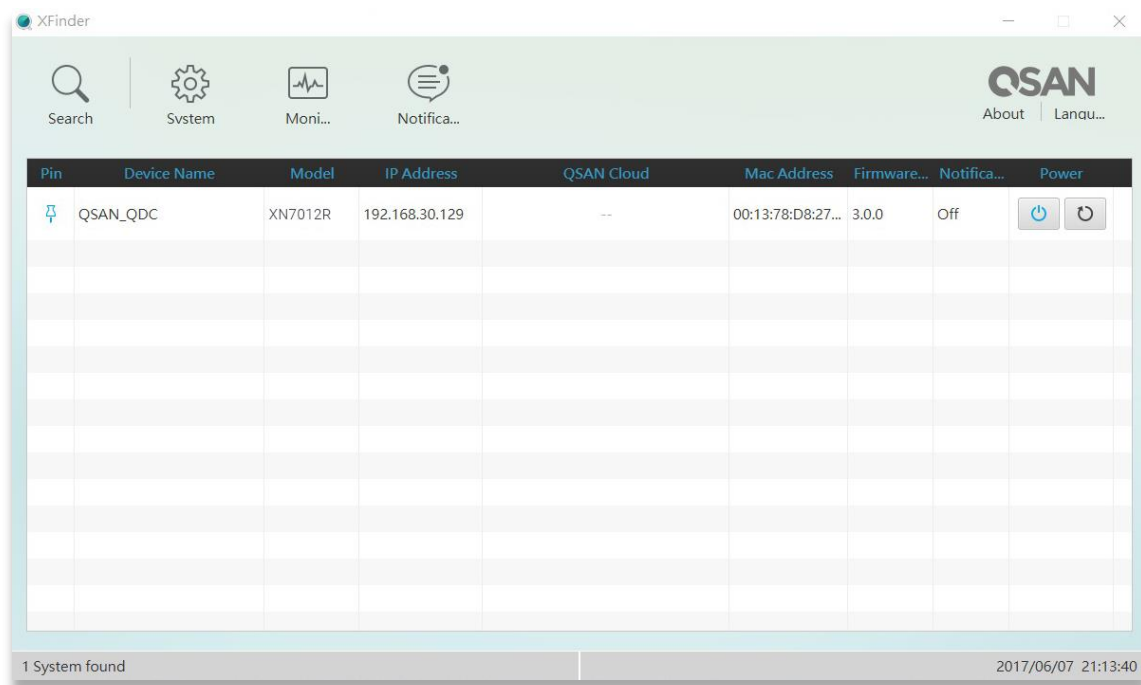 XFinder
QSAN
Search System Moni... Notifica... About Langu...
Pin Device Name Model IP Address QSAN Cloud Mac Address Firmware... Notifica... Power
QSAN_QDC XN7012R 192.168.30.129 -- 00:13:78:D8:27... 3.0.0 Off
1 System found 2017/06/07 21:13:40